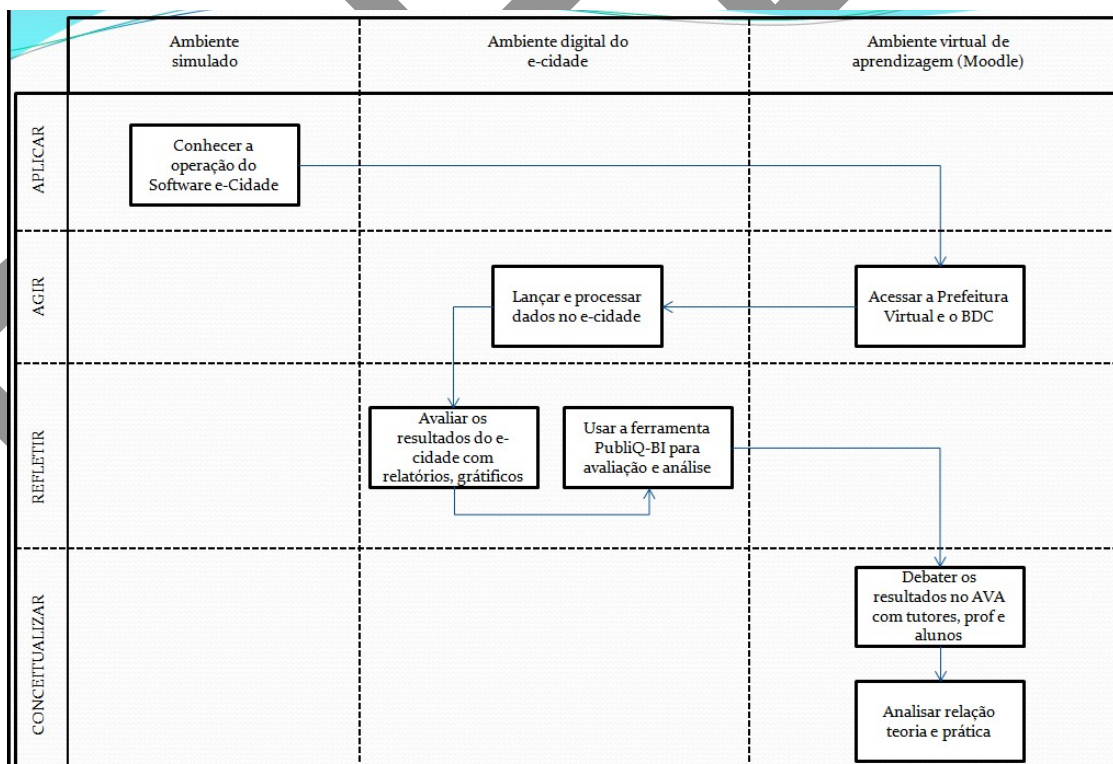 Ambiente
simulado
Ambiente digital do
e-cidade
Ambiente virtual de
aprendizagem (Moodle)
APLICAR
Conhecer a
operação do
Software e-Cidade
AGIR
Lançar e processar
dados no e-cidade
Acessar a Prefeitura
Virtual e o BDC
REFLETIR
Avaliar os
resultados do e-
cidade com
relatórios, grátificos
Usar a ferramenta
PubliQ-BI para
avaliação e análise
CONCEITUALIZAR
Debater os
resultados no AVA
com tutores, prof e
alunos
Analisar relação
teoria e prática